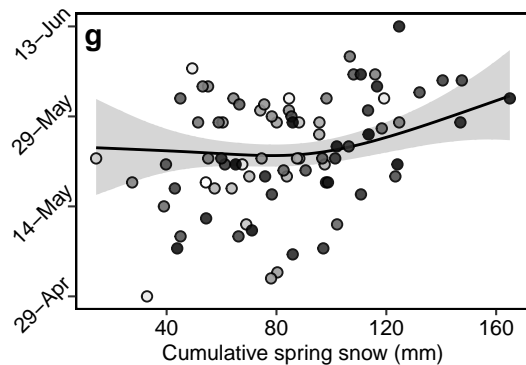 g
13–Jun
29–May
14–May
29–Apr
40 80 120 160
Cumulative spring snow (mm)